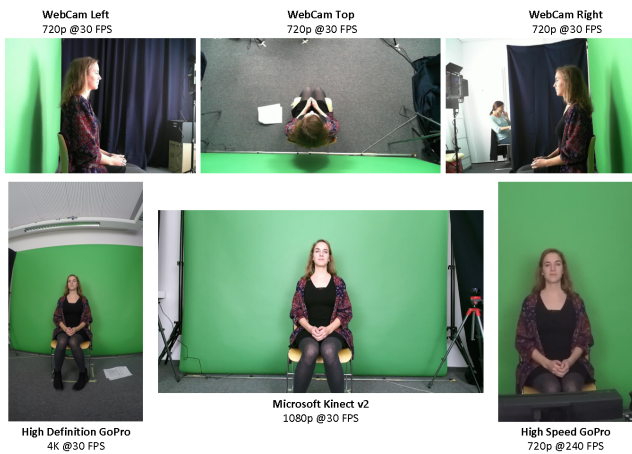 WebCam Left
720p @30 FPS
WebCam Top
720p @30 FPS
WebCam Right
720p @30 FPS
High Definition GoPro
4K @30 FPS
Microsoft Kinect v2
1080p @30 FPS
High Speed GoPro
720p @240 FPS